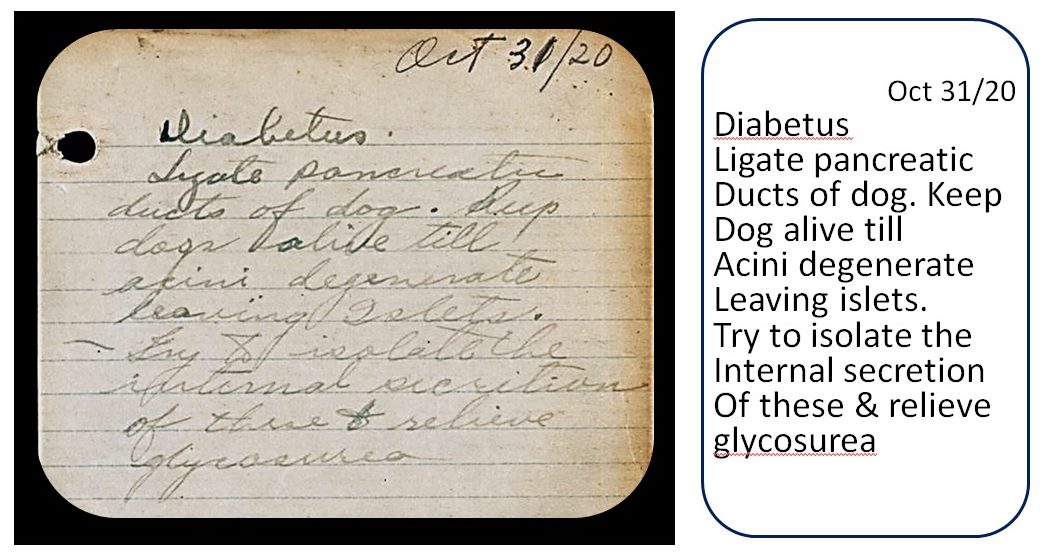 Oct 31/20
Diabetus.
Ligate pancreatic
ducts of dog. Keep
dogs alive till
acini degenerate
leaving Islets.
Try to isolate the
internal secretion
of these & relieve
glycosurea
Oct 31/20
Diabetus
Ligate pancreatic
Ducts of dog. Keep
Dog alive till
Acini degenerate
Leaving islets.
Try to isolate the
Internal secretion
Of these & relieve
glycosurea